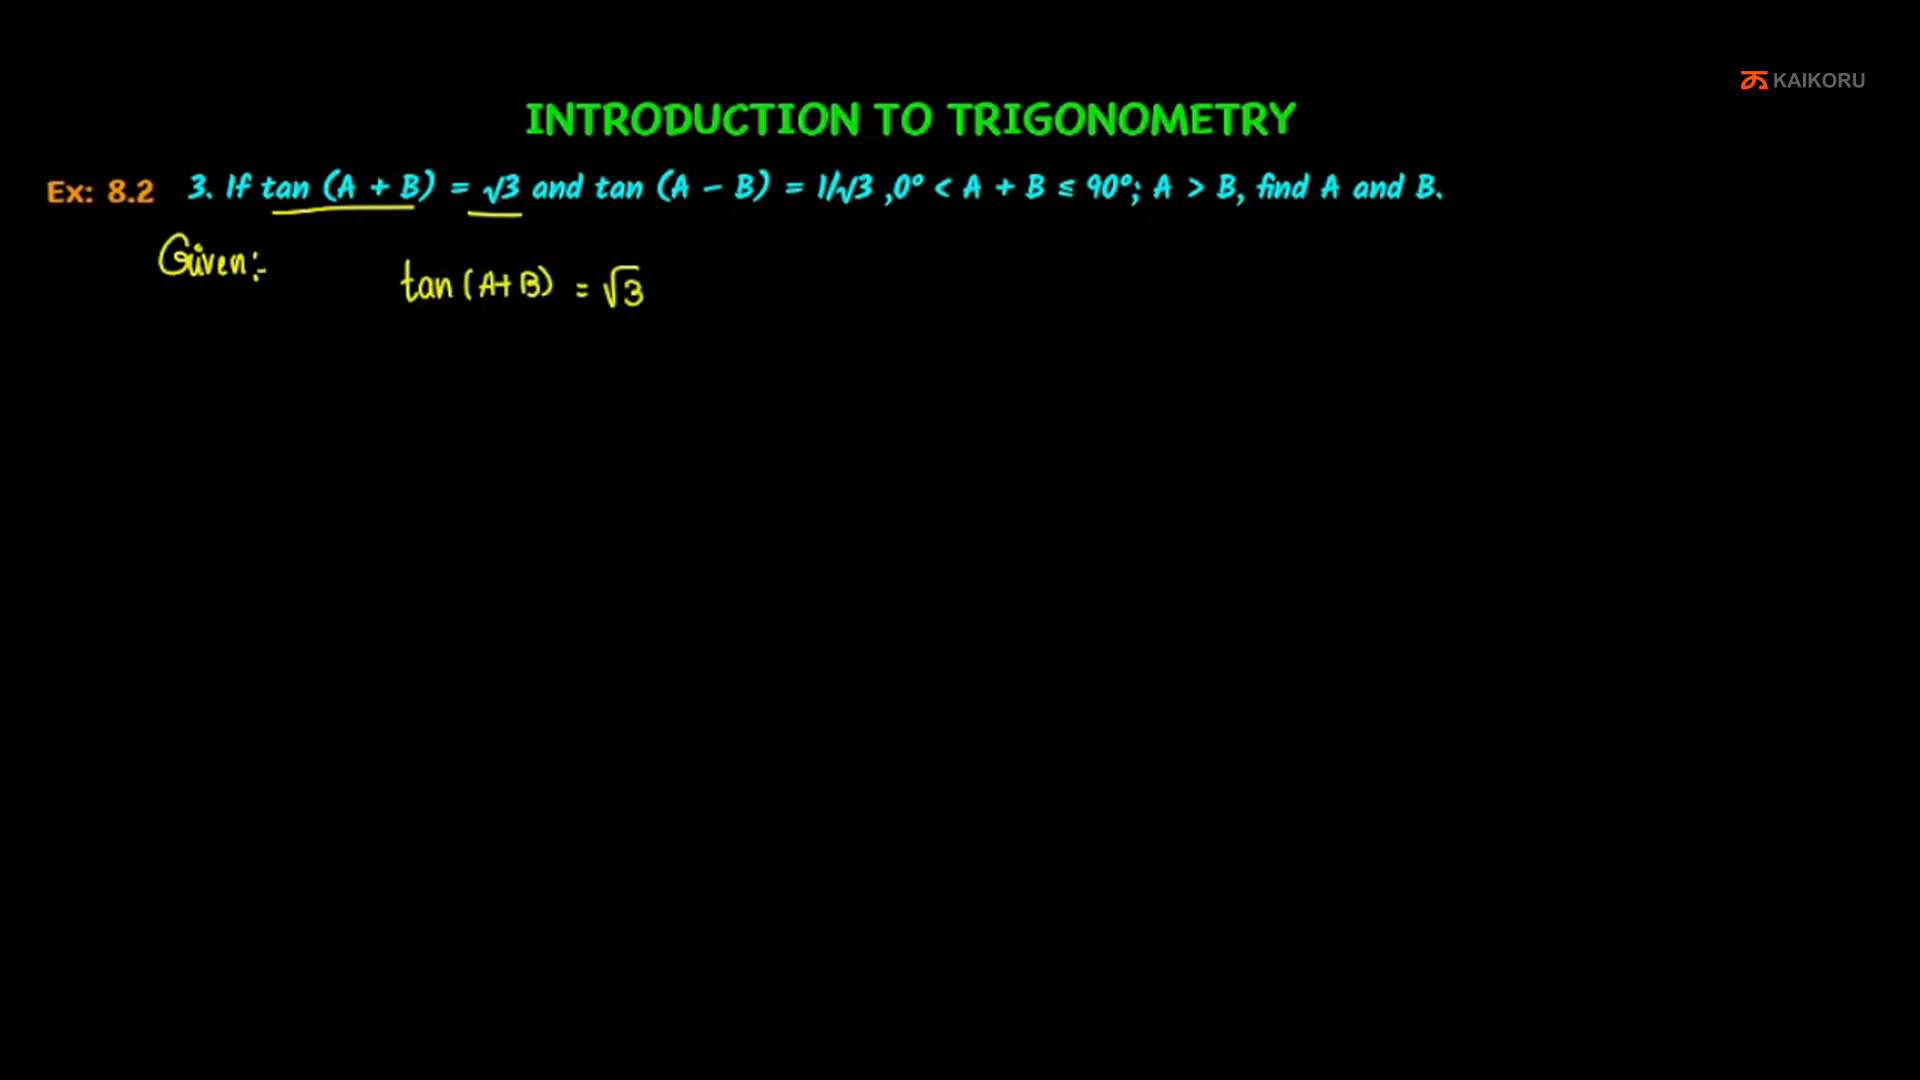 KAIKORU
INTRODUCTION TO TRIGONOMETRY
Ex: 8.2 3. If tan (A + B) = √3 and tan (A – B) = 1/√3 ,0° < A + B ≤ 90°; A > B, find A and B.
Given:-
tan (A+B) = √3